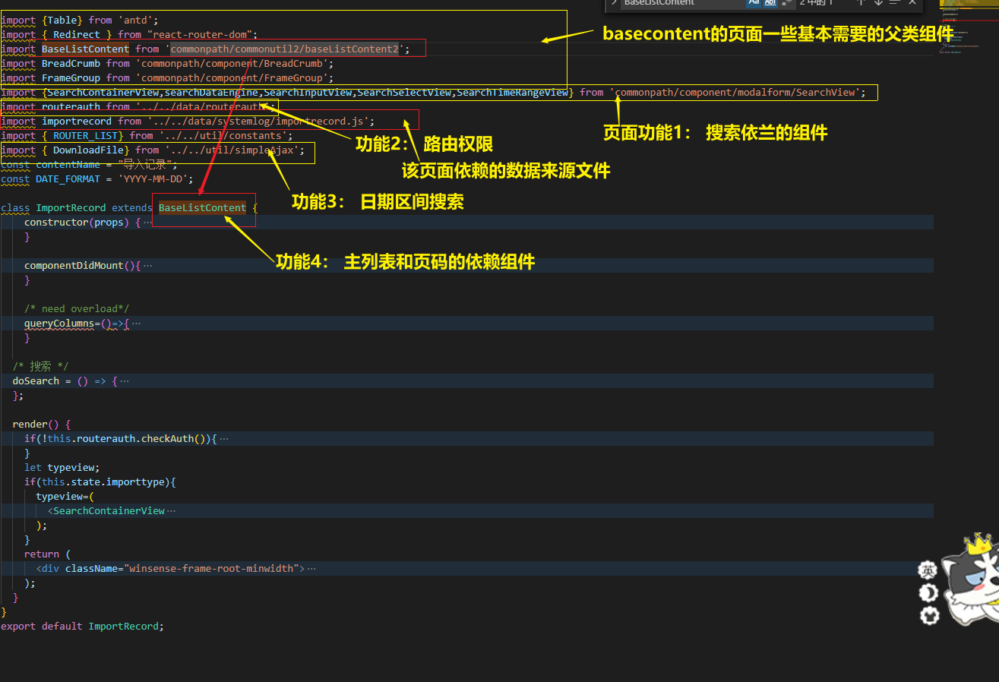 BaseListContent
Aa
Abl
2 中的 1
import {Table} from 'antd';
import { Redirect } from "react-router-dom";
basecontent的页面一些基本需要的父类组件
import BaseListContent from 'commonpath/commonutil2/baseListContent2';
import BreadCrumb from 'commonpath/component/BreadCrumb';
import FrameGroup from 'commonpath/component/FrameGroup';
import {SearchContainerView,searchDataEngine,SearchInputView,SearchSelectView,SearchTimeRangeView} from 'commonpath/component/modalform/SearchView';
import routerauth from '../../data/routerauth';
import importrecord from '../../data/systemlog/importrecord.js';
页面功能1： 搜索依兰的组件
import { ROUTER_LIST} from '../../util/constants';
功能2： 路由权限
import { DownloadFile} from '../../util/simpleAjax';
const contentName = "导入记录";
该页面依赖的数据来源文件
const DATE_FORMAT = 'YYYY-MM-DD';
功能3： 日期区间搜索
class ImportRecord extends BaseListContent {
constructor(props) {···
}
功能4： 主列表和页码的依赖组件
componentDidMount(){···
}
/* need overload*/
queryColumns=()=>{···
}
/* 搜索 */
doSearch = () => {···
};
render() {
if(!this.routerauth.checkAuth()){···
}
let typeview;
if(this.state.importtype){
typeview=(
<SearchContainerView···
);
}
return (
<div className="winsense-frame-root-minwidth">···
);
}
}
export default ImportRecord;
英